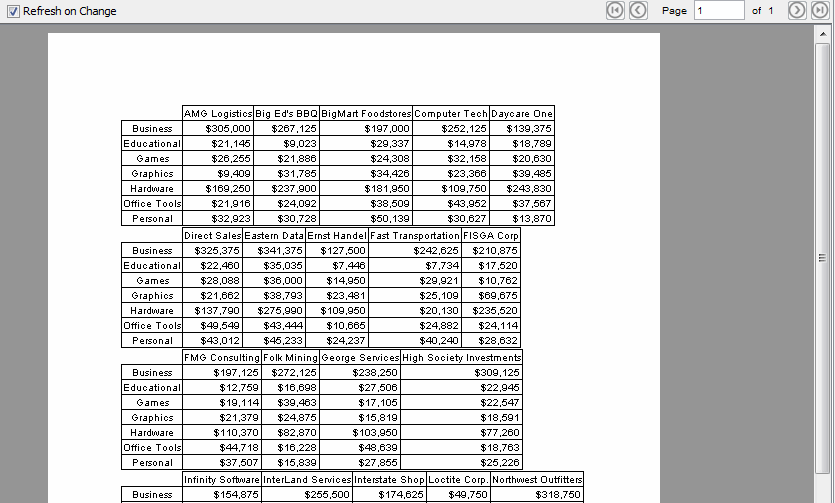 Refresh on Change Page 1 of 1
AMG Logistics Big Ed's BBQ BigMart Foodstores Computer Tech Daycare One
Business $305,000 $267,125 $197,000 $252,125 $139,375
Educational $21,145 $9,023 $29,337 $14,978 $18,789
Games $26,255 $21,886 $24,308 $32,158 $20,630
Graphics $9,409 $31,785 $34,426 $23,366 $39,485
Hardware $169,250 $237,900 $181,950 $109,750 $243,830
Office Tools $21,916 $24,092 $38,509 $43,952 $37,567
Personal $32,923 $30,728 $50,139 $30,627 $13,870
Direct Sales Eastern Data Ernst Handel Fast Transportation FISGA Corp
Business $325,375 $341,375 $127,500 $242,625 $210,875
Educational $22,460 $35,035 $7,446 $7,734 $17,520
Games $28,088 $36,000 $14,950 $29,921 $10,762
Graphics $21,662 $38,793 $23,481 $25,109 $69,675
Hardware $137,790 $275,990 $109,950 $20,130 $235,520
Office Tools $49,549 $43,444 $10,665 $24,882 $24,114
Personal $43,012 $45,233 $24,237 $40,240 $28,632
FMG Consulting Folk Mining George Services High Society Investments
Business $197,125 $272,125 $238,250 $309,125
Educational $12,759 $16,698 $27,506 $22,945
Games $19,114 $39,463 $17,105 $22,547
Graphics $21,379 $24,875 $15,819 $18,591
Hardware $110,370 $82,870 $103,950 $77,260
Office Tools $44,718 $16,228 $48,639 $18,763
Personal $37,507 $15,839 $27,855 $25,226
Infinity Software InterLand Services Interstate Shop Loctite Corp. Northwest Outfitters
Business $154,875 $255,500 $174,625 $49,750 $318,750